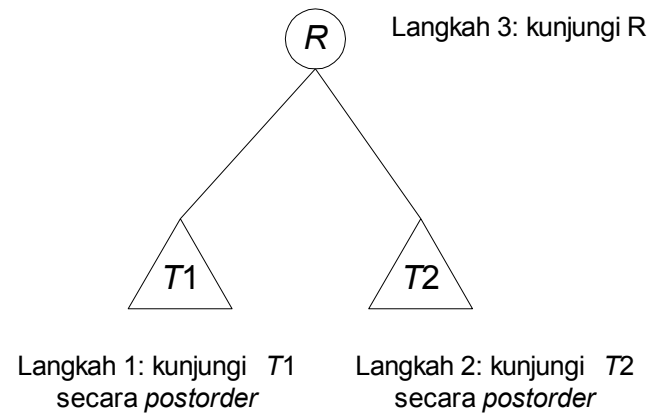 R
Langkah 3: kunjungi R
T1
T2
Langkah 1: kunjungi T1
secara postorder
Langkah 2: kunjungi T2
secara postorder